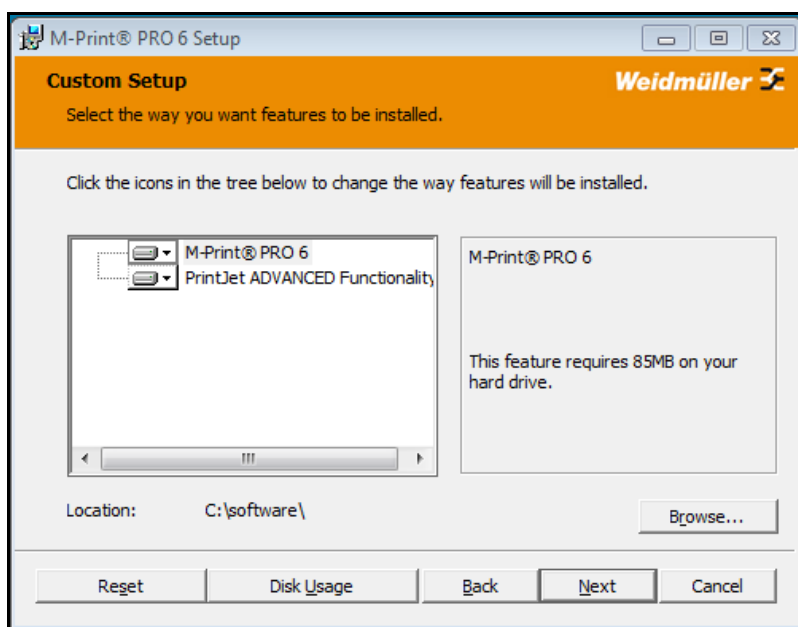 M-Print® PRO 6 Setup
Custom Setup
Weidmüller
Select the way you want features to be installed.
Click the icons in the tree below to change the way features will be installed.
M-Print® PRO 6
PrintJet ADVANCED Functionality
M-Print® PRO 6
This feature requires 85MB on your
hard drive.
Location: C:\software\
Browse...
Reset Disk Usage Back Next Cancel